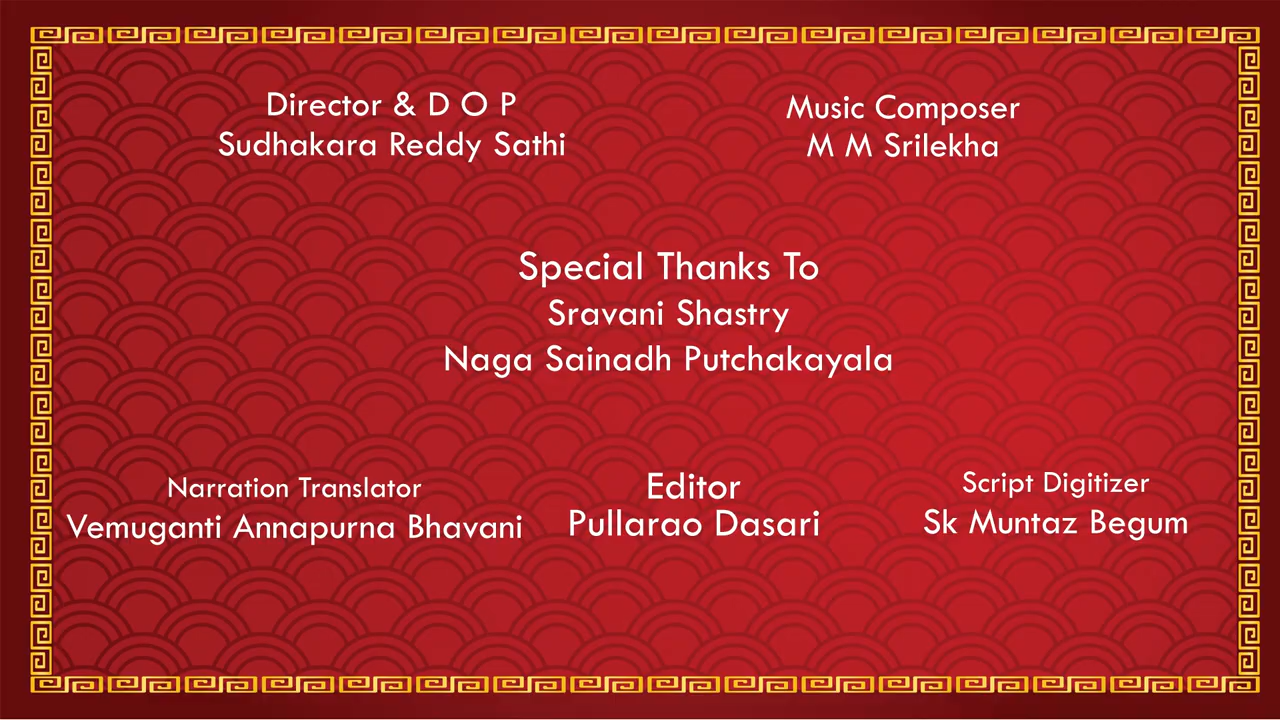 Director & D O P
Sudhakara Reddy Sathi
Music Composer
M M Srilekha
Special Thanks To
Sravani Shastry
Naga Sainadh Putchakayala
Narration Translator
Vemuganti Annapurna Bhavani
Editor
Pullarao Dasari
Script Digitizer
Sk Muntaz Begum